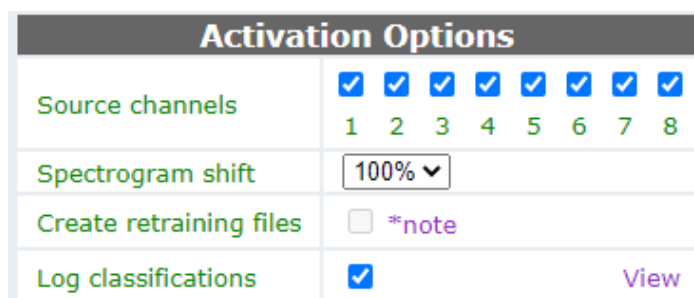 Activation Options
Source channels
1 2 3 4 5 6 7 8
Spectrogram shift 100%
Create retraining files *note
Log classifications View